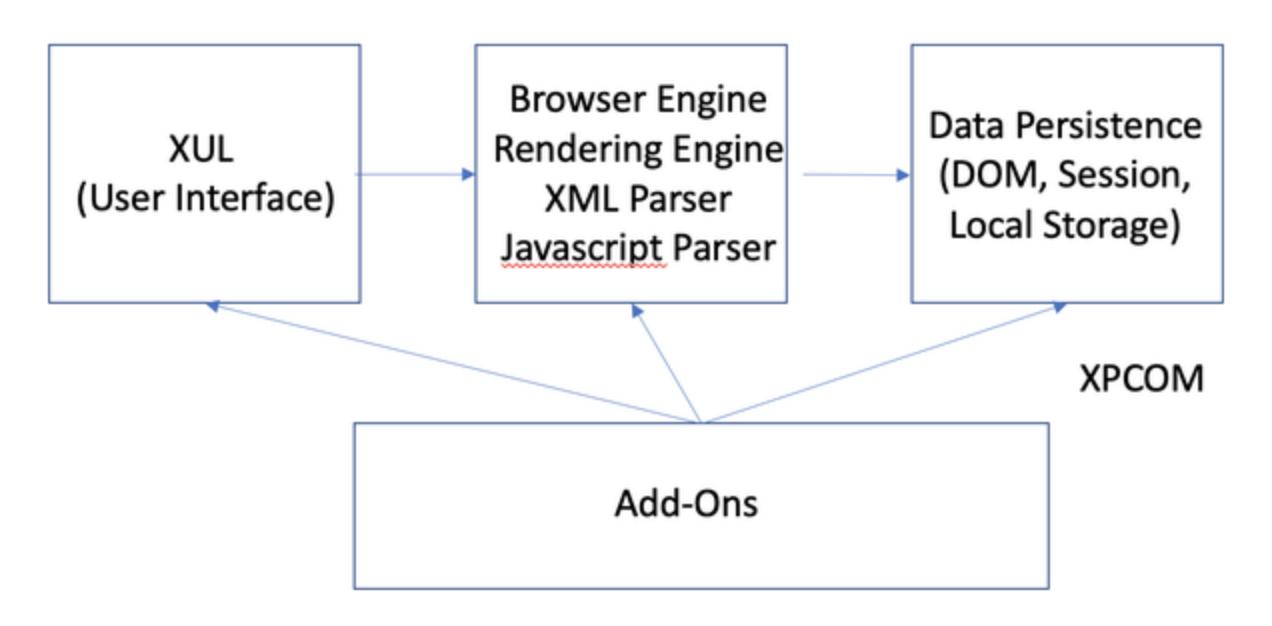 XUL
(User Interface)
Browser Engine
Rendering Engine
XML Parser
Javascript Parser
Data Persistence
(DOM, Session,
Local Storage)
XPCOM
Add-Ons